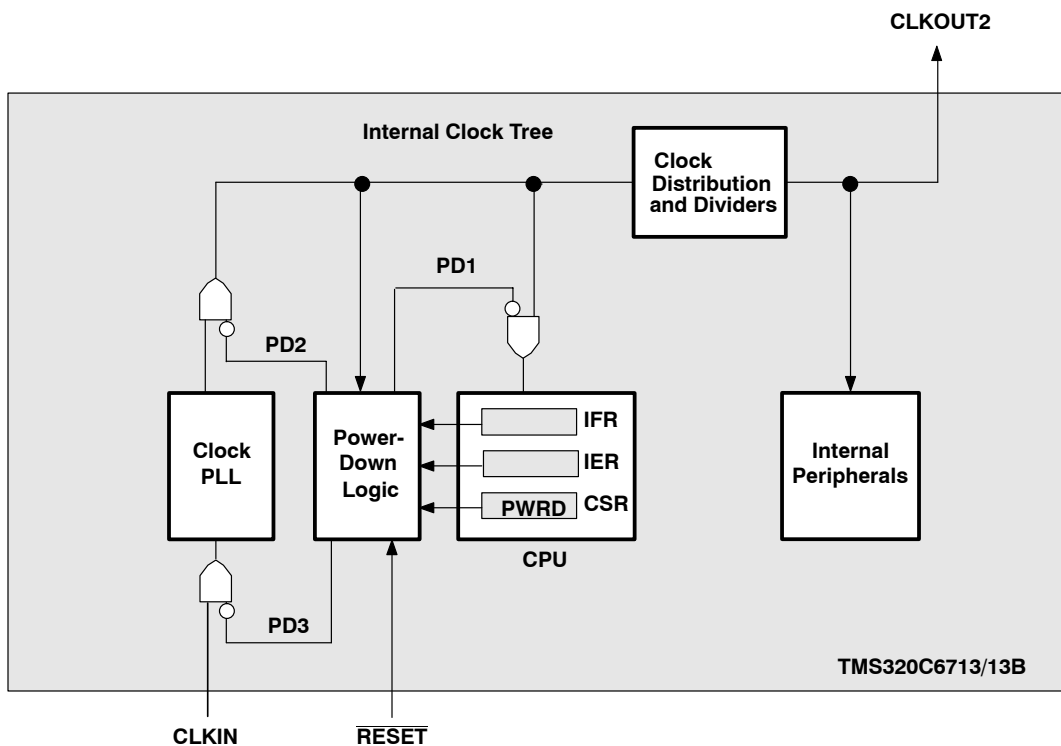 CLKOUT2
Internal Clock Tree
Clock
Distribution
and Dividers
PD1
PD2
Clock
PLL
Power-
Down
Logic
IFR
IER
PWRD CSR
CPU
Internal
Peripherals
PD3
TMS320C6713/13B
CLKIN
RESET